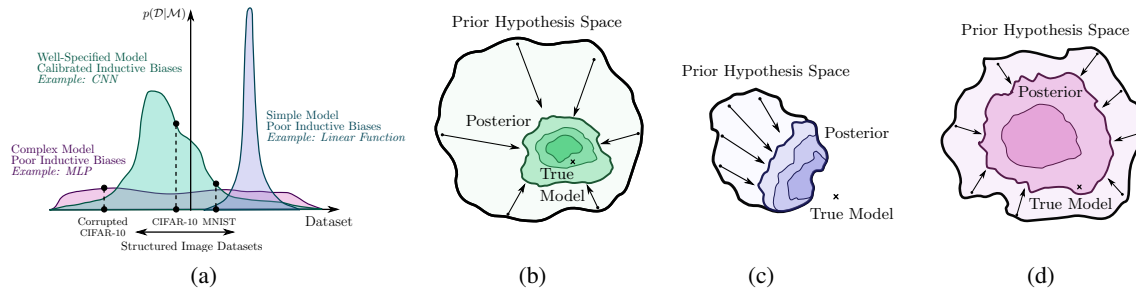 p(𝒟|ℳ)
Well-Specified Model
Calibrated Inductive Biases
Example: CNN
Simple Model
Poor Inductive Biases
Example: Linear Function
Complex Model
Poor Inductive Biases
Example: MLP
Corrupted
CIFAR-10
CIFAR-10
MNIST
Dataset
Structured Image Datasets
(a)
Prior Hypothesis Space
Posterior
True
Model
(b)
Prior Hypothesis Space
Posterior
True Model
(c)
Prior Hypothesis Space
Posterior
True Model
(d)